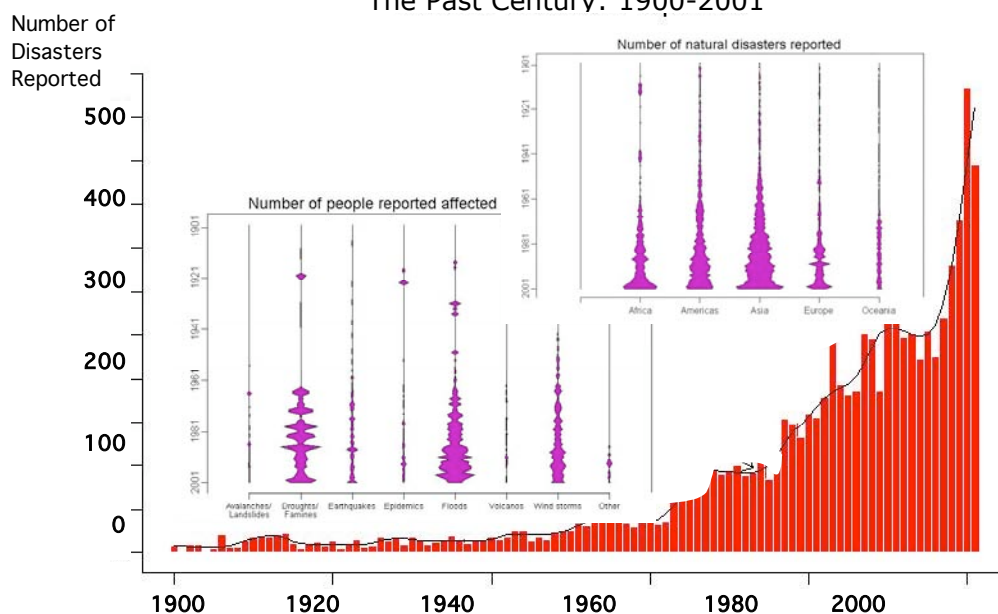 The Past Century: 1900-2001
Number of
Disasters
Reported
500
400
300
200
100
0
1900
1920
1940
1960
1980
2000
Number of natural disasters reported
1901
1921
1941
1961
1981
2001
Africa
Americas
Asia
Europe
Oceania
Number of people reported affected
1901
1921
1941
1961
1981
2001
Avalanches/
Landslides
Droughts/
Famines
Earthquakes
Epidemics
Floods
Volcanos
Wind storms
Other